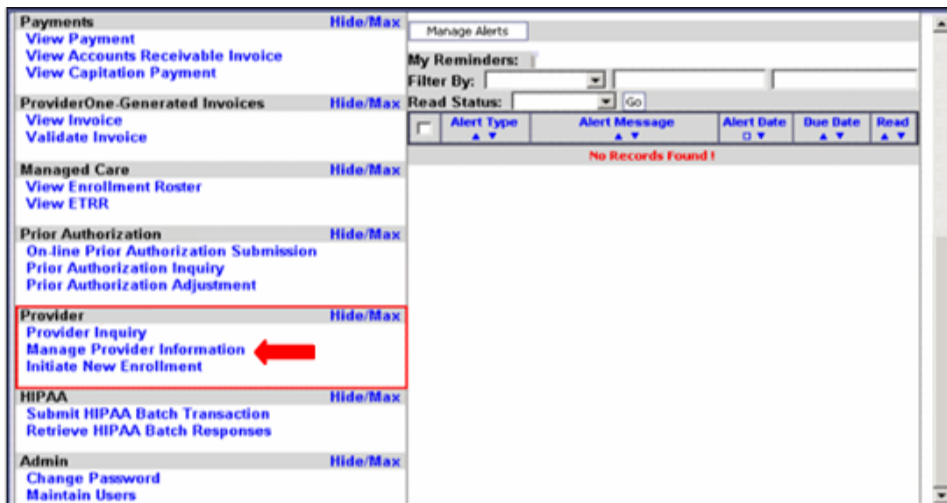 Payments Hide/Max
View Payment
View Accounts Receivable Invoice
View Capitation Payment
ProviderOne-Generated Invoices Hide/Max
View Invoice
Validate Invoice
Managed Care Hide/Max
View Enrollment Roster
View ETRR
Prior Authorization Hide/Max
On-line Prior Authorization Submission
Prior Authorization Inquiry
Prior Authorization Adjustment
Provider Hide/Max
Provider Inquiry
Manage Provider Information
Initiate New Enrollment
HIPAA Hide/Max
Submit HIPAA Batch Transaction
Retrieve HIPAA Batch Responses
Admin Hide/Max
Change Password
Maintain Users
Manage Alerts
My Reminders:
Filter By:
Read Status: Go
Alert Type Alert Message Alert Date Due Date Read
No Records Found !